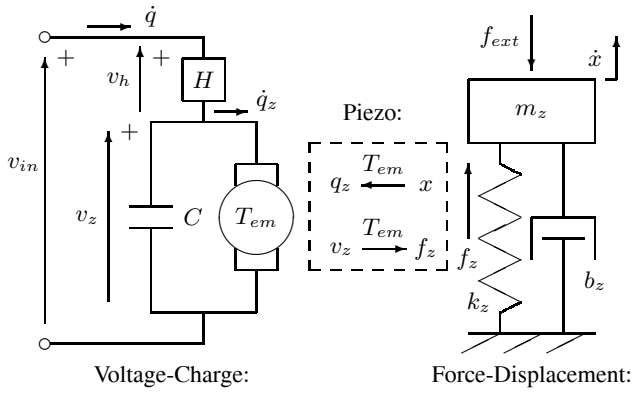 q̇
+
+
v_h
H
q̇_z
v_in
+
v_z
C
T_em
Piezo:
T_em
q_z x
T_em
v_z f_z
f_ext
ẋ
m_z
f_z
k_z
b_z
Voltage-Charge:
Force-Displacement: